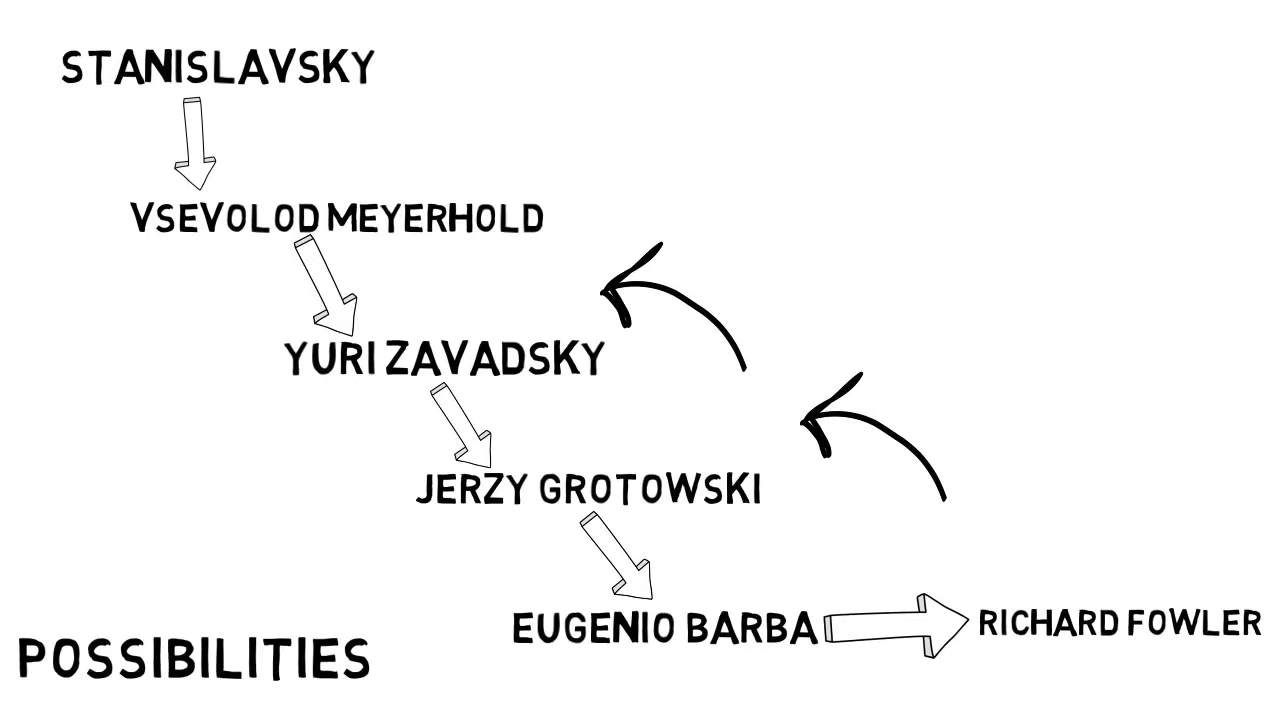 STANISLAVSKY
VSEVOLOD MEYERHOLD
YURI ZAVADSKY
JERZY GROTOWSKI
EUGENIO BARBA
RICHARD FOWLER
POSSIBILITIES